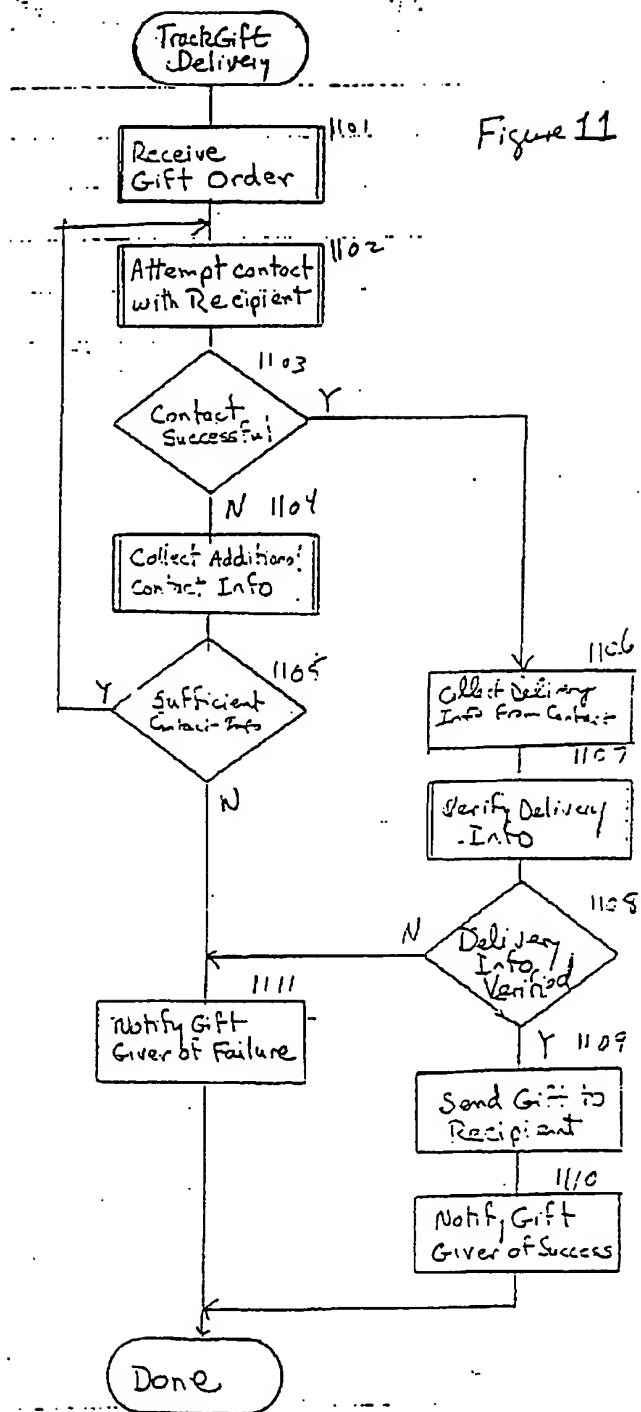 TrackGift
Delivery
Figure 11
1101
Receive
Gift Order
1102
Attempt contact
with Recipient
1103
Contact
Successful
Y
N 1104
Collect Additional
Contact Info
1105
Y
Sufficient
Contact Info
N
1106
Collect Delivery
Info From Contact
1107
Verify Delivery
Info
1108
N
Delivery
Info
Verified
1111
Notify Gift
Giver of Failure
Y 1109
Send Gift to
Recipient
1110
Notify Gift
Giver of Success
Done